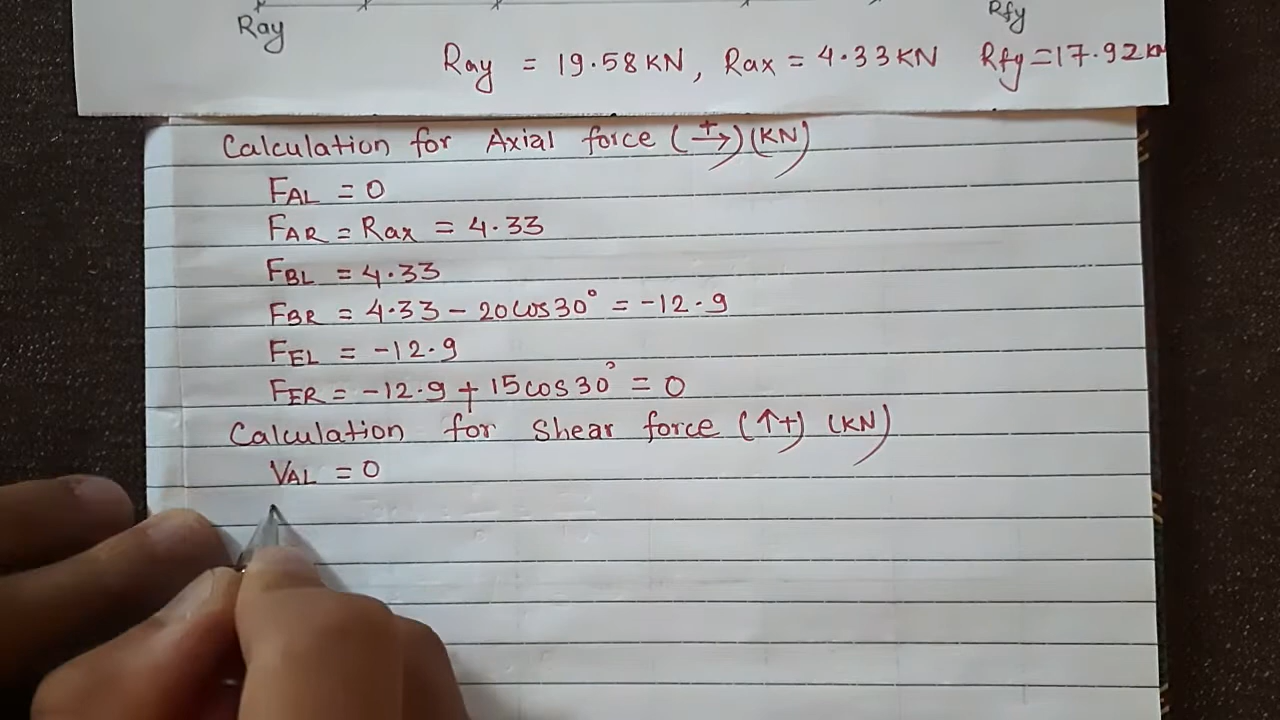 Ray
Rfy
Ray = 19.58 KN, Rax = 4.33 KN Rfy = 17.92 KN
Calculation for Axial force (+→) (KN)
FAL = 0
FAR = Rax = 4.33
FBL = 4.33
FBR = 4.33 - 20cos30° = -12.9
FEL = -12.9
FER = -12.9 + 15cos30° = 0
Calculation for Shear force (↑+) (KN)
VAL = 0